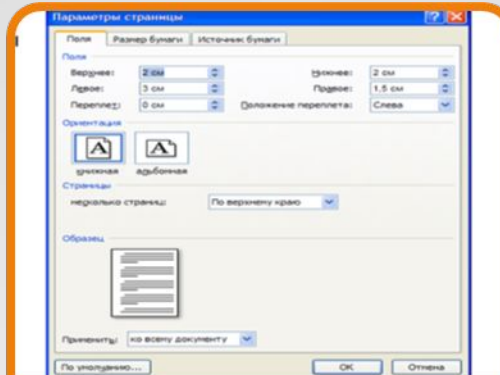 Параметры страницы
Поля Размер бумаги Источник бумаги
Поля
Верхнее: 2 см Нижнее: 2 см
Левое: 3 см Правое: 1,5 см
Переплет: 0 см Положение переплета: Слева
Ориентация
книжная альбомная
Страницы
несколько страниц: По верхнему краю
Образец
Применить: ко всему документу
По умолчанию... ОК Отмена